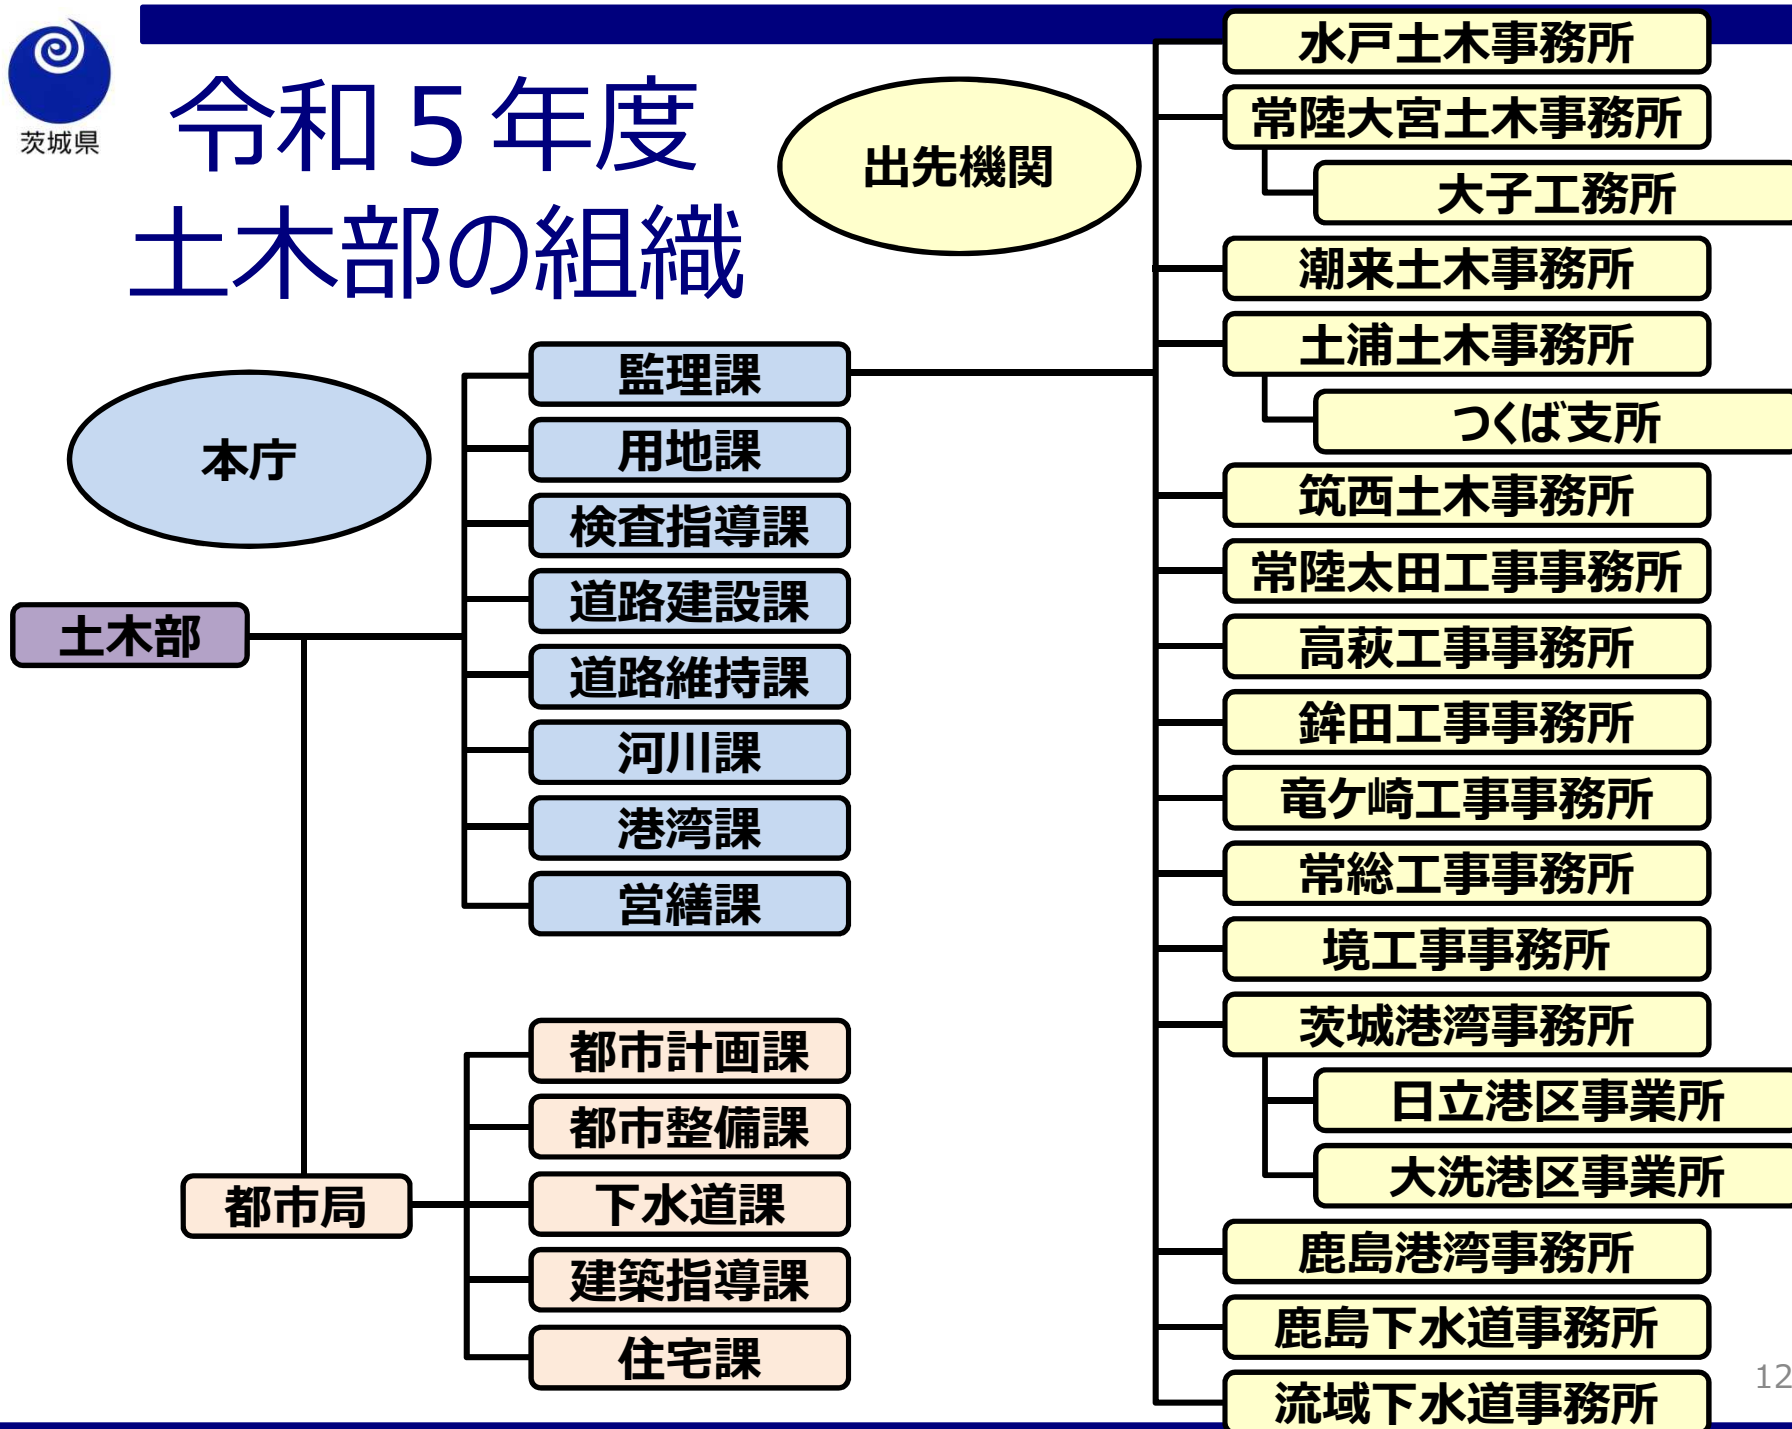 茨城県
令和５年度
土木部の組織
本庁
土木部
監理課
用地課
検査指導課
道路建設課
道路維持課
河川課
港湾課
営繕課
都市局
都市計画課
都市整備課
下水道課
建築指導課
住宅課
出先機関
水戸土木事務所
常陸大宮土木事務所
大子工務所
潮来土木事務所
土浦土木事務所
つくば支所
筑西土木事務所
常陸太田工事事務所
高萩工事事務所
鉾田工事事務所
竜ケ崎工事事務所
常総工事事務所
境工事事務所
茨城港湾事務所
日立港区事業所
大洗港区事業所
鹿島港湾事務所
鹿島下水道事務所
流域下水道事務所
12